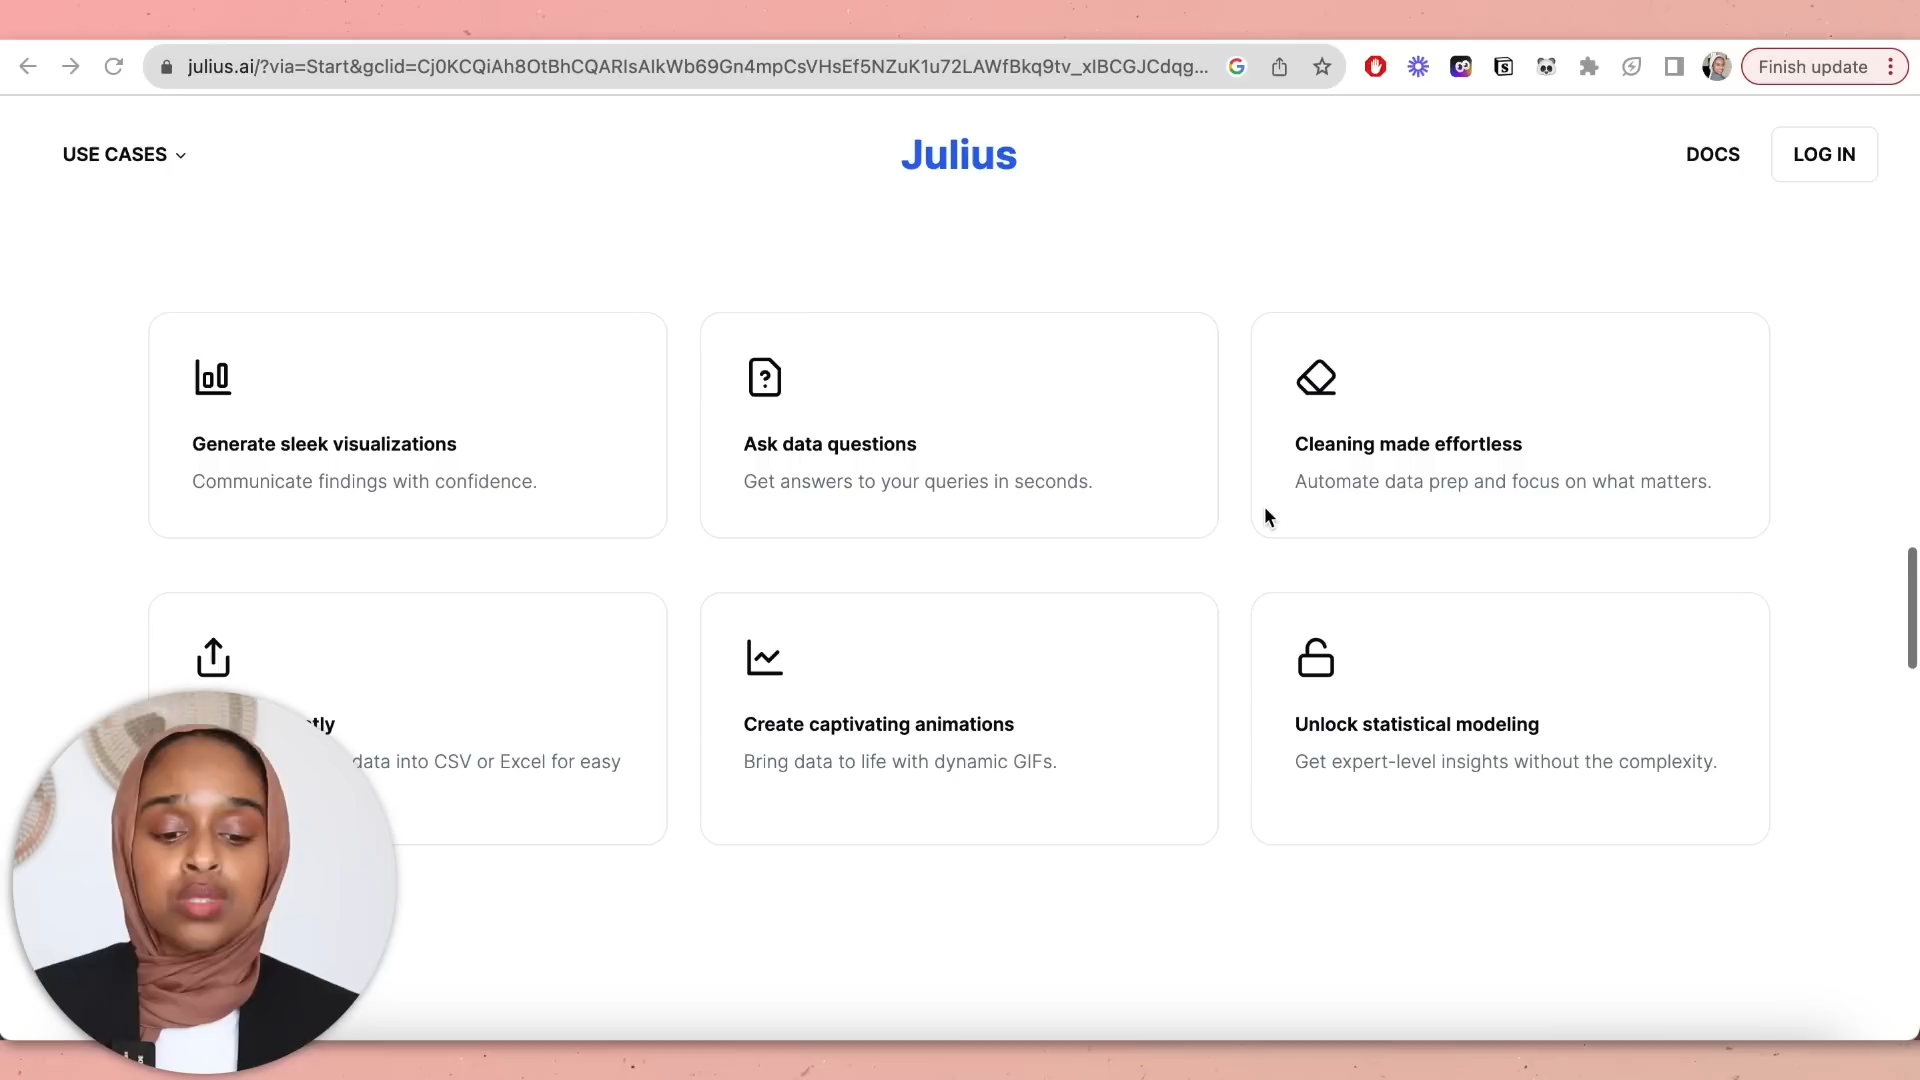 julius.ai/?via=Start&gclid=Cj0KCQiAh8OtBhCQARIsAIkWb69Gn4mpCsVHsEf5NZuK1u72LAWfBkq9tv_xIBCGJCdqg...
Finish update
USE CASES
Julius
DOCS
LOG IN
Generate sleek visualizations
Communicate findings with confidence.
Ask data questions
Get answers to your queries in seconds.
Cleaning made effortless
Automate data prep and focus on what matters.
data into CSV or Excel for easy
Create captivating animations
Bring data to life with dynamic GIFs.
Unlock statistical modeling
Get expert-level insights without the complexity.